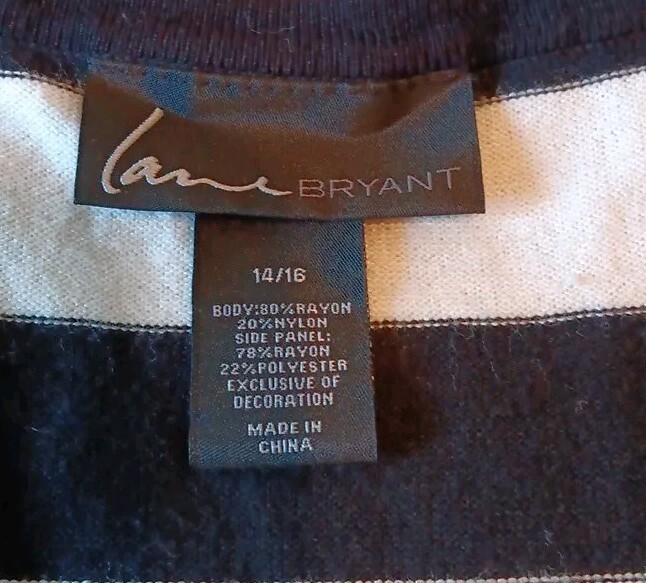 Lane BRYANT
14/16
BODY:80%RAYON
20%NYLON
SIDE PANEL:
78%RAYON
22%POLYESTER
EXCLUSIVE OF
DECORATION
MADE IN
CHINA